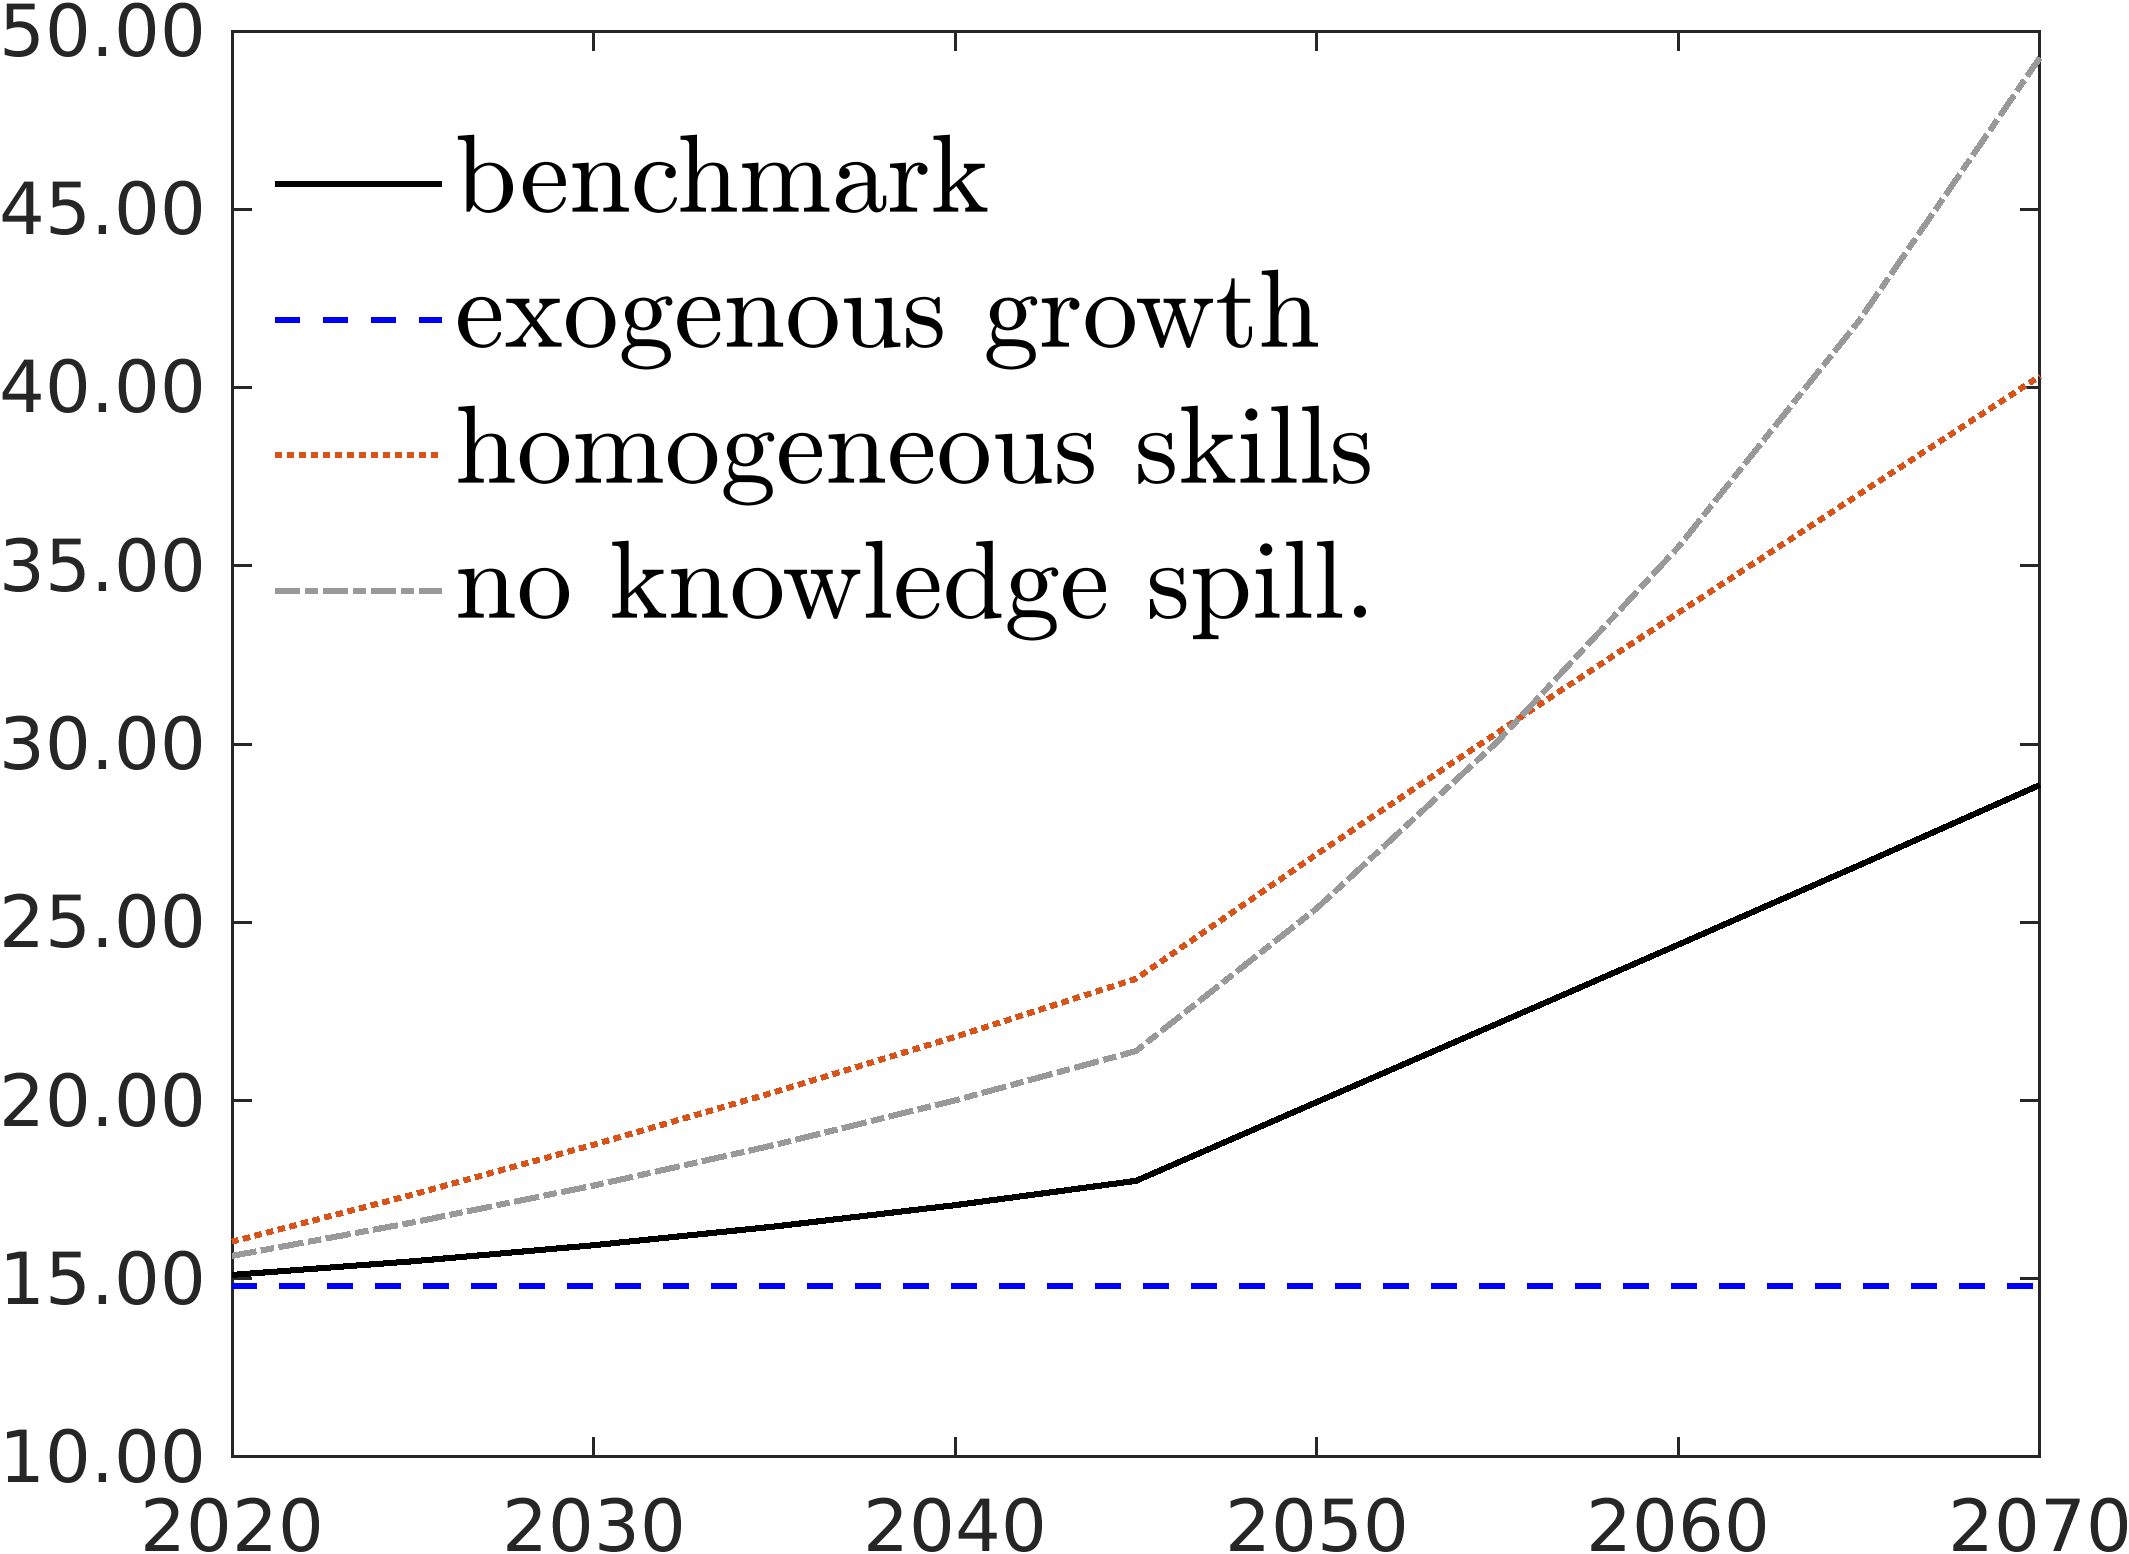 50.00
45.00
40.00
35.00
30.00
25.00
20.00
15.00
10.00
benchmark
exogenous growth
homogeneous skills
no knowledge spill.
2020 2030 2040 2050 2060 2070